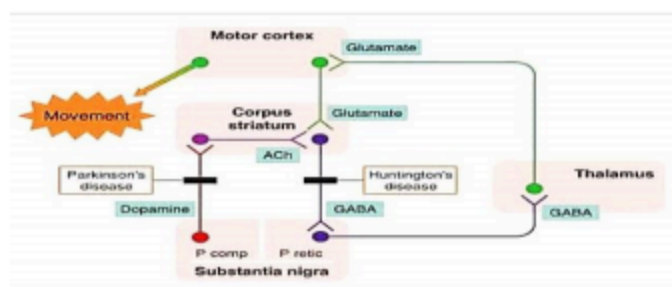 Motor cortex
Glutamate
Movement
Corpus
striatum
Glutamate
ACh
Parkinson's
disease
Huntington's
disease
Thalamus
Dopamine
GABA
GABA
P comp
P retic
Substantia nigra